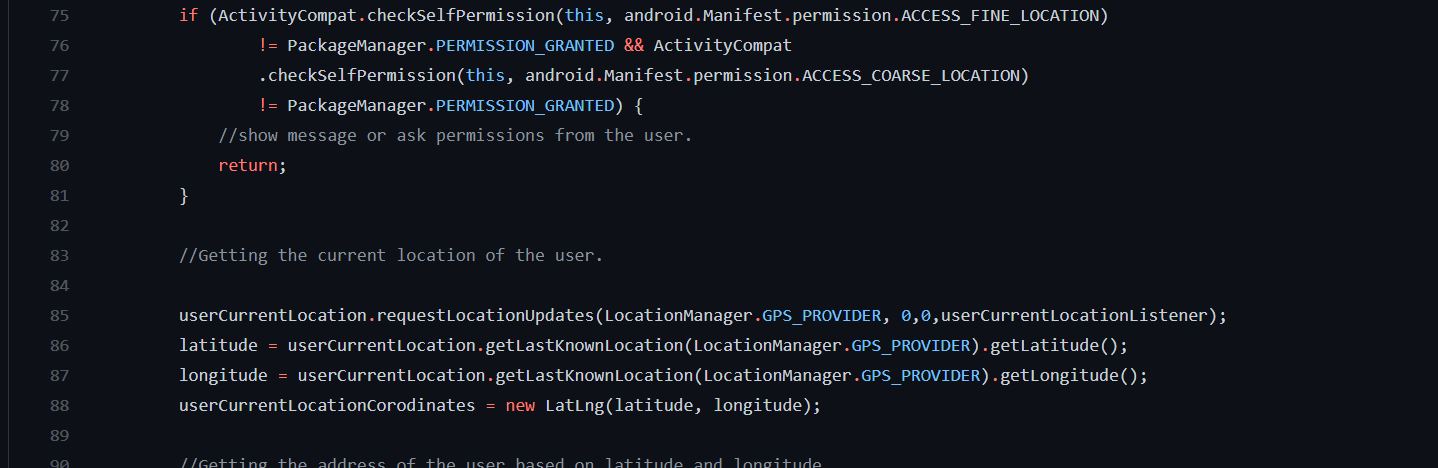 75 if (ActivityCompat.checkSelfPermission(this, android.Manifest.permission.ACCESS_FINE_LOCATION)
76 != PackageManager.PERMISSION_GRANTED && ActivityCompat
77 .checkSelfPermission(this, android.Manifest.permission.ACCESS_COARSE_LOCATION)
78 != PackageManager.PERMISSION_GRANTED) {
79 //show message or ask permissions from the user.
80 return;
81 }
82
83 //Getting the current location of the user.
84
85 userCurrentLocation.requestLocationUpdates(LocationManager.GPS_PROVIDER, 0,0,userCurrentLocationListener);
86 latitude = userCurrentLocation.getLastKnownLocation(LocationManager.GPS_PROVIDER).getLatitude();
87 longitude = userCurrentLocation.getLastKnownLocation(LocationManager.GPS_PROVIDER).getLongitude();
88 userCurrentLocationCorodinates = new LatLng(latitude, longitude);
89
90 //Getting the address of the user based on latitude and longitude